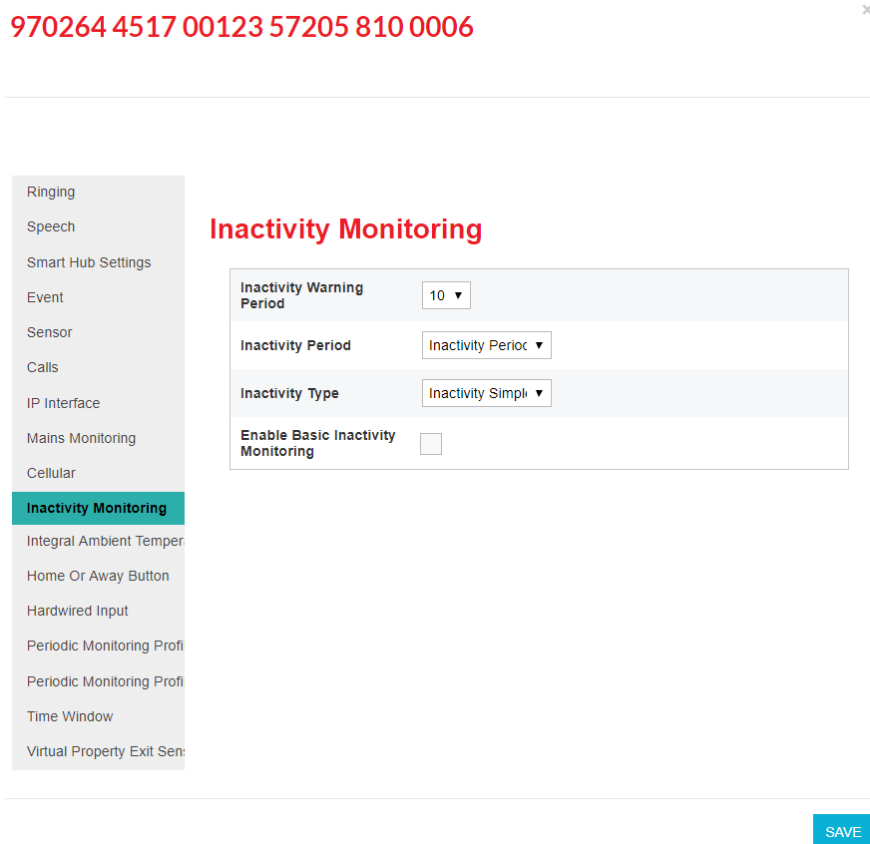 970264 4517 00123 57205 810 0006
×
Ringing
Speech
Smart Hub Settings
Event
Sensor
Calls
IP Interface
Mains Monitoring
Cellular
Inactivity Monitoring
Integral Ambient Temper
Home Or Away Button
Hardwired Input
Periodic Monitoring Profi
Periodic Monitoring Profi
Time Window
Virtual Property Exit Sen
Inactivity Monitoring
Inactivity Warning
Period
10
Inactivity Period
Inactivity Perioc
Inactivity Type
Inactivity Simpl
Enable Basic Inactivity
Monitoring
SAVE